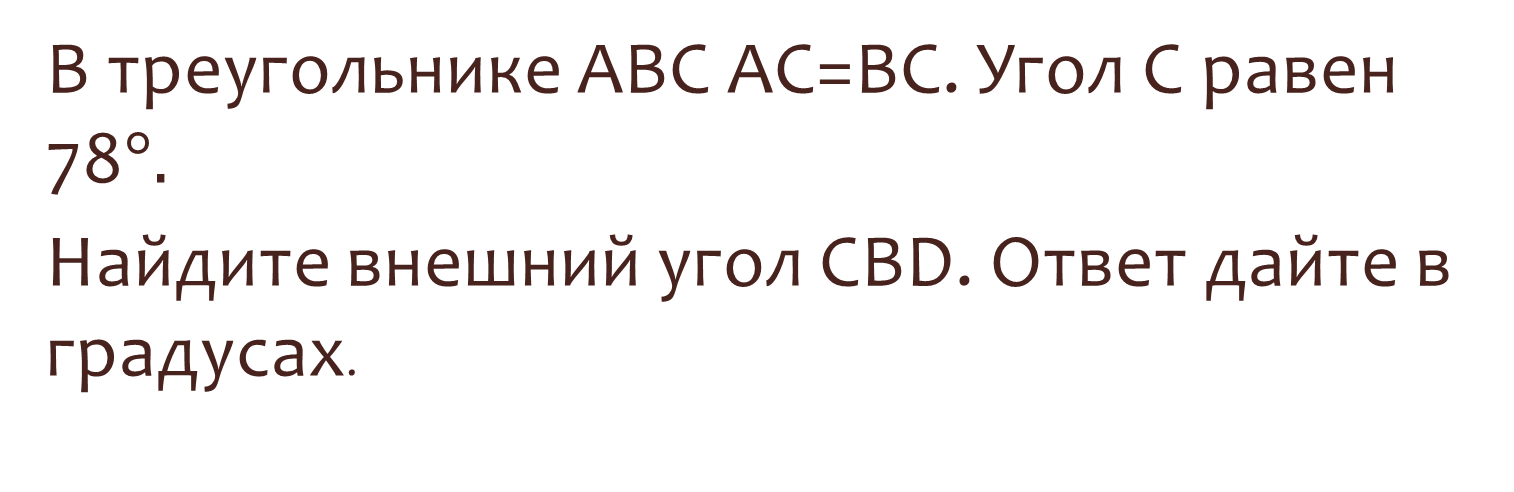 В треугольнике ABC AC=BC. Угол C равен
78°.
Найдите внешний угол CBD. Ответ дайте в
градусах.